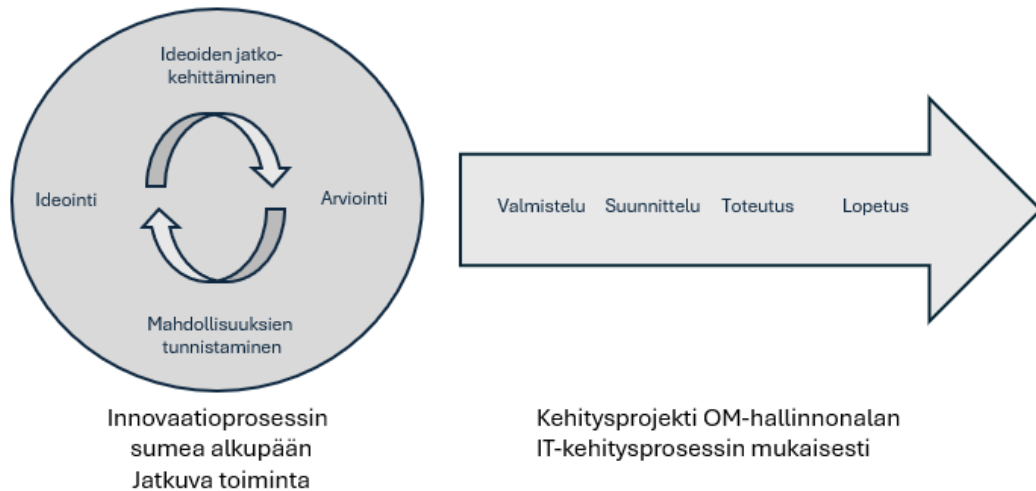 Ideoiden jatko-
kehittäminen
Ideointi
Arviointi
Mahdollisuuksien
tunnistaminen
Valmistelu Suunnittelu Toteutus Lopetus
Innovaatioprosessin
sumea alkupään
Jatkuva toiminta
Kehitysprojekti OM-hallinnonalan
IT-kehitysprosessin mukaisesti